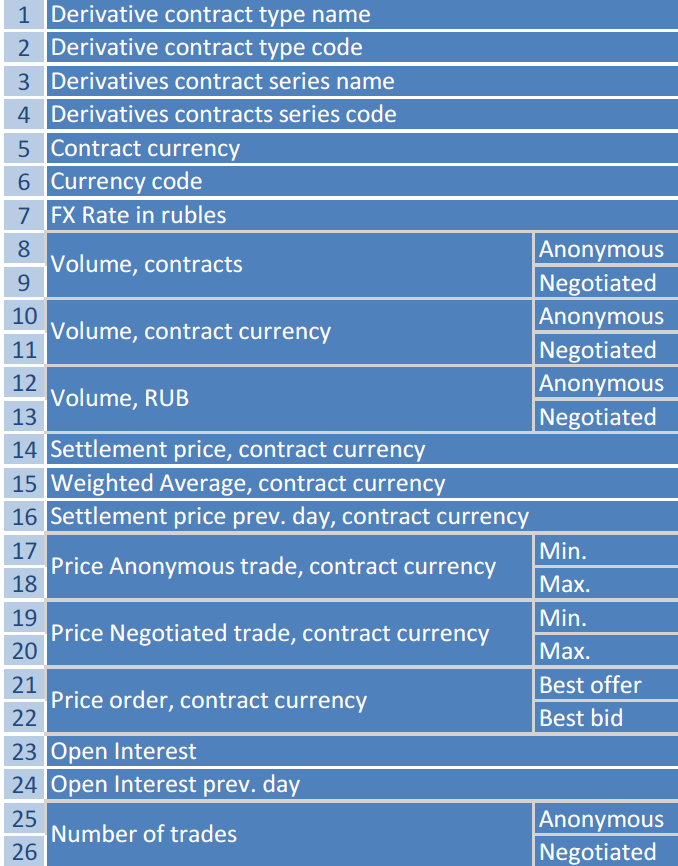 1 Derivative contract type name
2 Derivative contract type code
3 Derivatives contract series name
4 Derivatives contracts series code
5 Contract currency
6 Currency code
7 FX Rate in rubles
8 Volume, contracts Anonymous
9 Negotiated
10 Volume, contract currency Anonymous
11 Negotiated
12 Volume, RUB Anonymous
13 Negotiated
14 Settlement price, contract currency
15 Weighted Average, contract currency
16 Settlement price prev. day, contract currency
17 Price Anonymous trade, contract currency Min.
18 Max.
19 Price Negotiated trade, contract currency Min.
20 Max.
21 Price order, contract currency Best offer
22 Best bid
23 Open Interest
24 Open Interest prev. day
25 Number of trades Anonymous
26 Negotiated